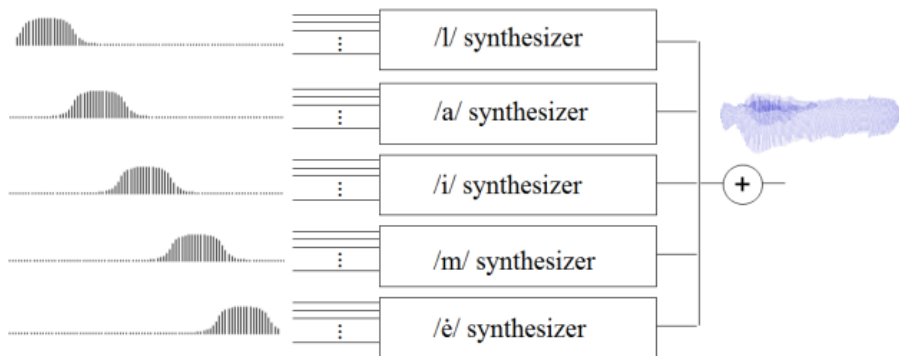 /l/ synthesizer
/a/ synthesizer
/i/ synthesizer
+
/m/ synthesizer
/ė/ synthesizer